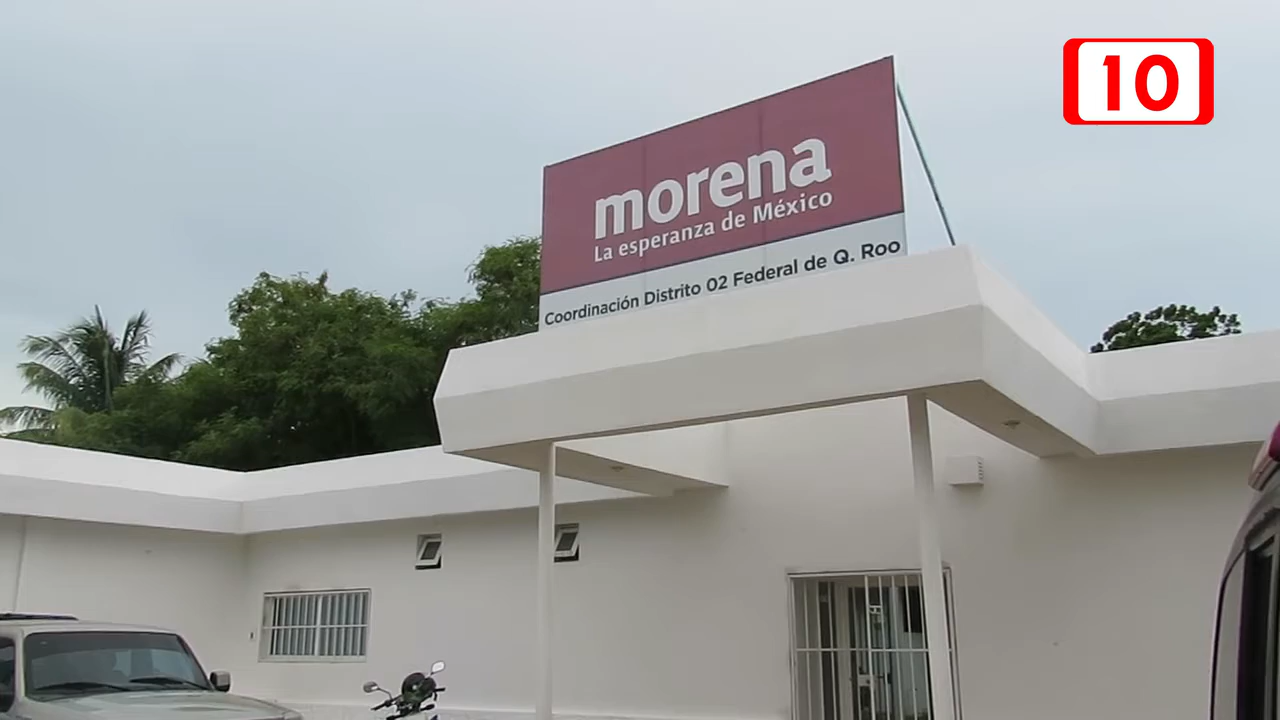 10
morena
La esperanza de México
Coordinación Distrito 02 Federal de Q. Roo